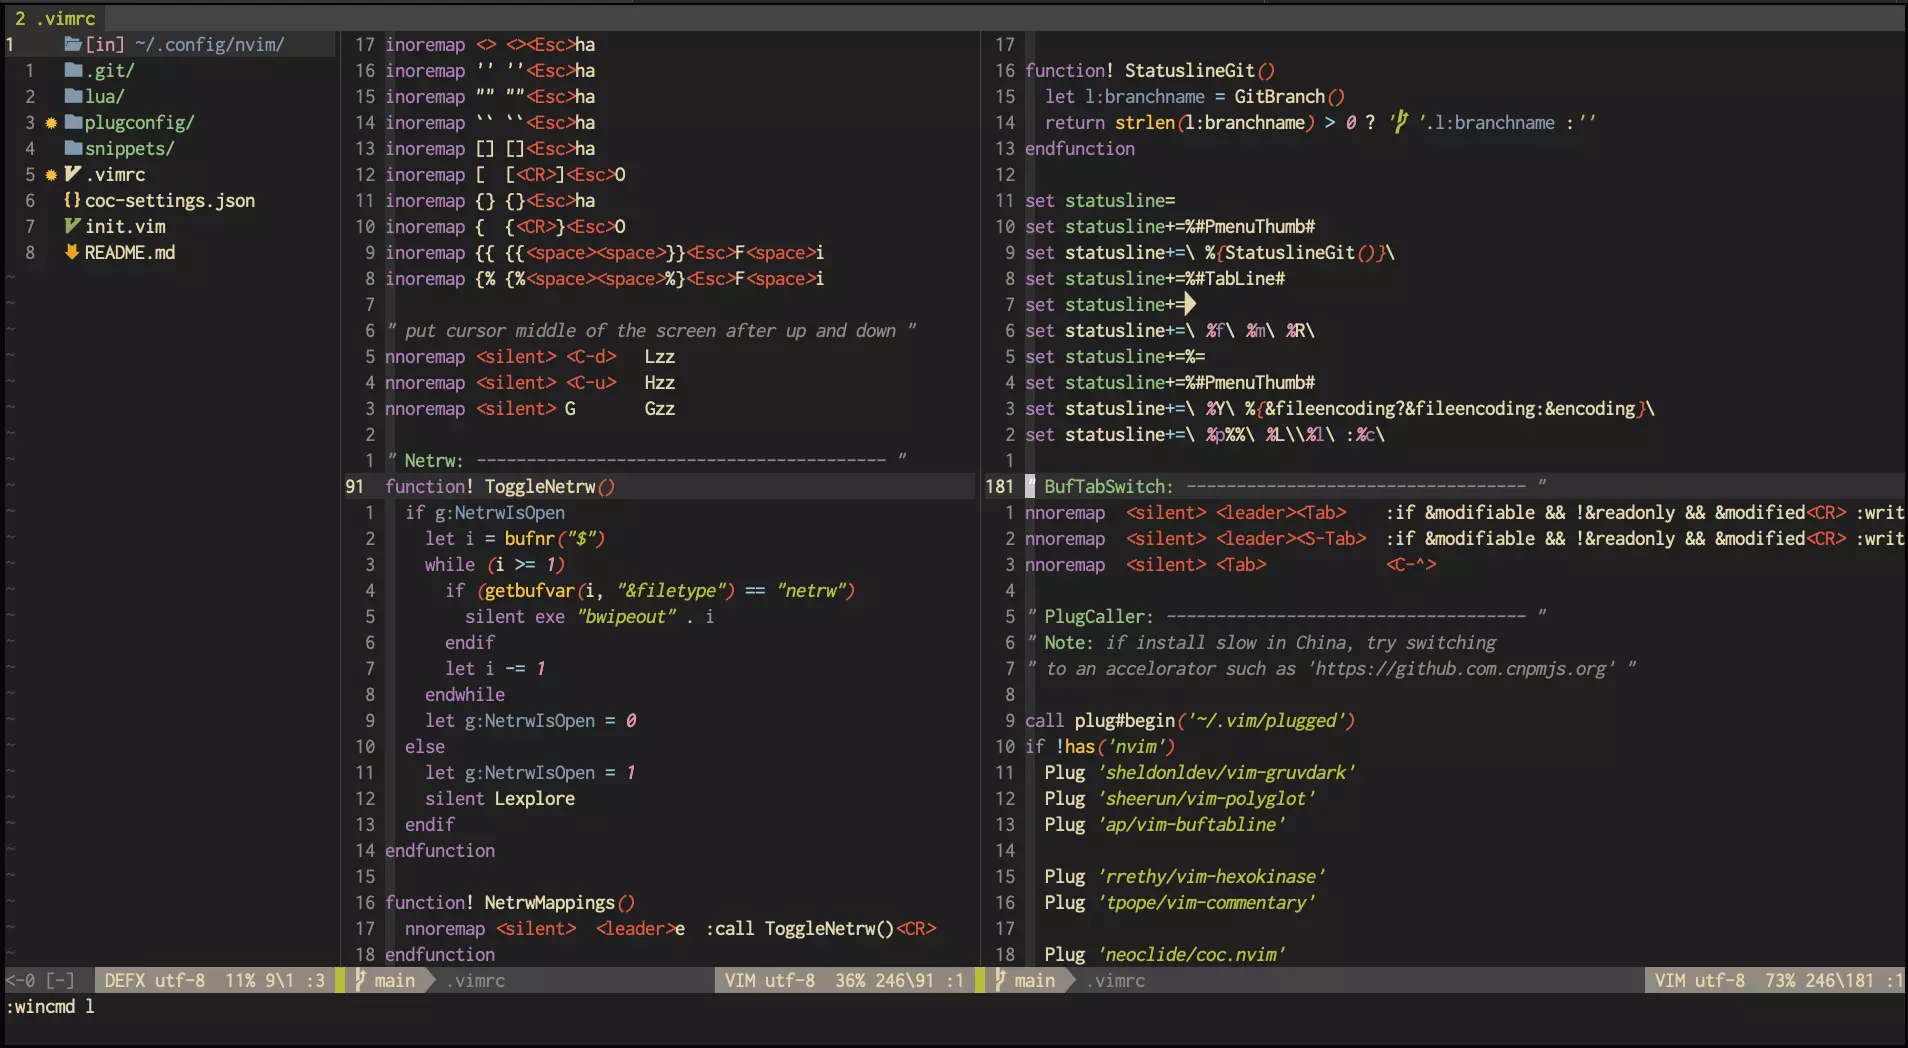 2 .vimrc
1 [in] ~/.config/nvim/
1 .git/
2 lua/
3 plugconfig/
4 snippets/
5 .vimrc
6 {} coc-settings.json
7 init.vim
8 README.md
<-0 [-] DEFX utf-8 11% 9\1 :3
17 inoremap <> <><Esc>ha
16 inoremap '' ''<Esc>ha
15 inoremap "" ""<Esc>ha
14 inoremap `` ``<Esc>ha
13 inoremap [] []<Esc>ha
12 inoremap [ [<CR>]<Esc>O
11 inoremap {} {}<Esc>ha
10 inoremap { {<CR>}<Esc>O
9 inoremap {{ {{<space><space>}}<Esc>F<space>i
8 inoremap {% {%<space><space>%}<Esc>F<space>i
7
6 " put cursor middle of the screen after up and down "
5 nnoremap <silent> <C-d> Lzz
4 nnoremap <silent> <C-u> Hzz
3 nnoremap <silent> G Gzz
2
1 " Netrw: ----------------------------------------- "
91 function! ToggleNetrw()
1 if g:NetrwIsOpen
2 let i = bufnr("$")
3 while (i >= 1)
4 if (getbufvar(i, "&filetype") == "netrw")
5 silent exe "bwipeout" . i
6 endif
7 let i -= 1
8 endwhile
9 let g:NetrwIsOpen = 0
10 else
11 let g:NetrwIsOpen = 1
12 silent Lexplore
13 endif
14 endfunction
15
16 function! NetrwMappings()
17 nnoremap <silent> <leader>e :call ToggleNetrw()<CR>
18 endfunction
main .vimrc VIM utf-8 36% 246\91 :1
17
16 function! StatuslineGit()
15 let l:branchname = GitBranch()
14 return strlen(l:branchname) > 0 ? ' '.l:branchname :''
13 endfunction
12
11 set statusline=
10 set statusline+=%#PmenuThumb#
9 set statusline+=\ %{StatuslineGit()}\
8 set statusline+=%#TabLine#
7 set statusline+=
6 set statusline+=\ %f\ %m\ %R\
5 set statusline+=%=
4 set statusline+=%#PmenuThumb#
3 set statusline+=\ %Y\ %{&fileencoding?&fileencoding:&encoding}\
2 set statusline+=\ %p%%\ %L\\%l\ :%c\
1
181 " BufTabSwitch: ---------------------------------- "
1 nnoremap <silent> <leader><Tab> :if &modifiable && !&readonly && &modified<CR> :writ
2 nnoremap <silent> <leader><S-Tab> :if &modifiable && !&readonly && &modified<CR> :writ
3 nnoremap <silent> <Tab> <C-^>
4
5 " PlugCaller: ------------------------------------ "
6 " Note: if install slow in China, try switching
7 " to an accelorator such as 'https://github.com.cnpmjs.org' "
8
9 call plug#begin('~/.vim/plugged')
10 if !has('nvim')
11 Plug 'sheldonldev/vim-gruvdark'
12 Plug 'sheerun/vim-polyglot'
13 Plug 'ap/vim-buftabline'
14
15 Plug 'rrethy/vim-hexokinase'
16 Plug 'tpope/vim-commentary'
17
18 Plug 'neoclide/coc.nvim'
main .vimrc VIM utf-8 73% 246\181 :1
:wincmd l